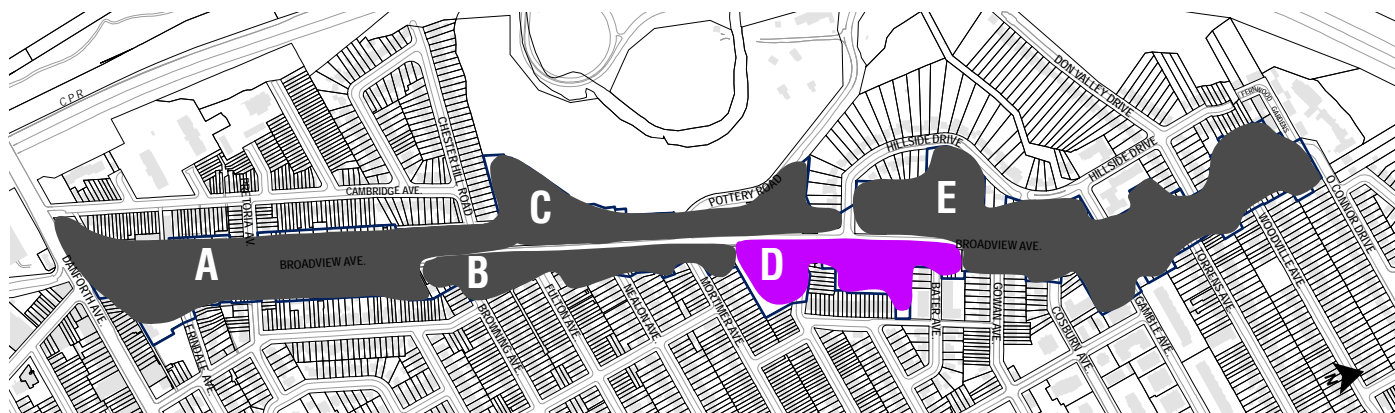 CPR
CHESTER HILL ROAD
CAMBRIDGE AVE.
PRETORIA AV.
DANFORTH AVE.
BROADVIEW AVE.
A
B
C
D
E
POTTERY ROAD
HILLSIDE DRIVE
DON VALLEY DRIVE
FERNWOOD GARDENS
HILLSIDE DRIVE
O'CONNOR DRIVE
BROADVIEW AVE.
BROWNING AVE
FULTON AVE.
MORTIMER AVE.
BATER AVE.
GOWAN AVE.
COSBURN AVE.
GAMBLE AVE.
TORRENS AVE.
WOODVILLE AVE.
N